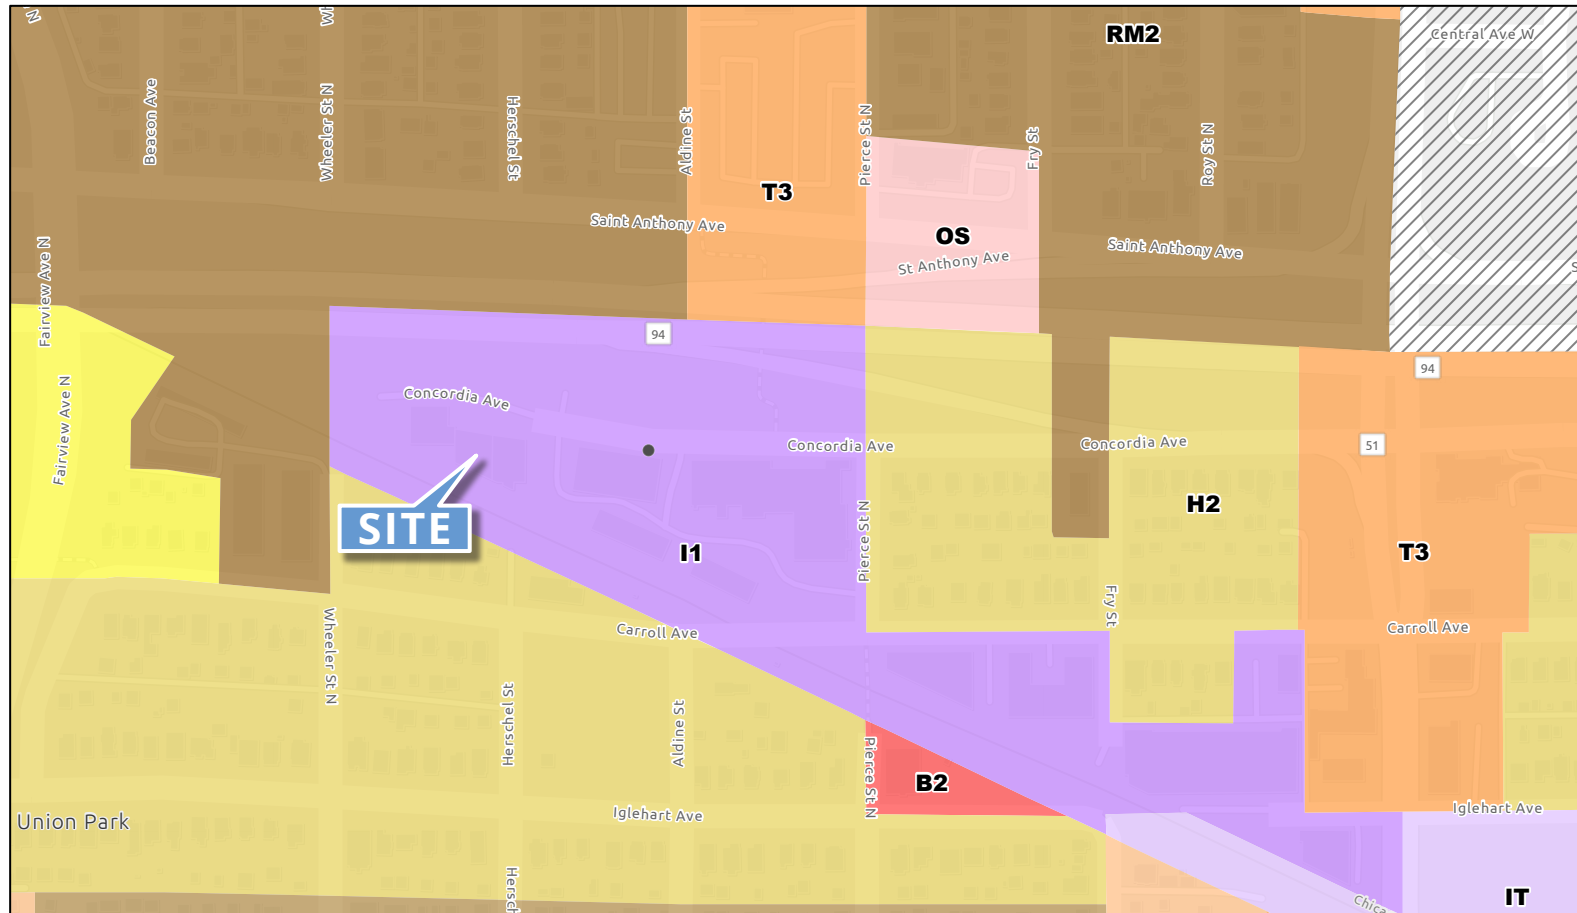 N
Wh
RM2
Central Ave W
Beacon Ave
Wheeler St N
Herschel St
Aldine St
Pierce St N
Fry St
Roy St N
T3
Saint Anthony Ave
OS
St Anthony Ave
Saint Anthony Ave
S
Fairview Ave N
94
94
Fairview Ave N
Concordia Ave
Concordia Ave
Concordia Ave
51
SITE
H2
Pierce St N
I1
T3
Fry St
Wheeler St N
Carroll Ave
Carroll Ave
Herschel St
Aldine St
Pierce St N
B2
Union Park
Iglehart Ave
Iglehart Ave
Hersch
Chica
IT